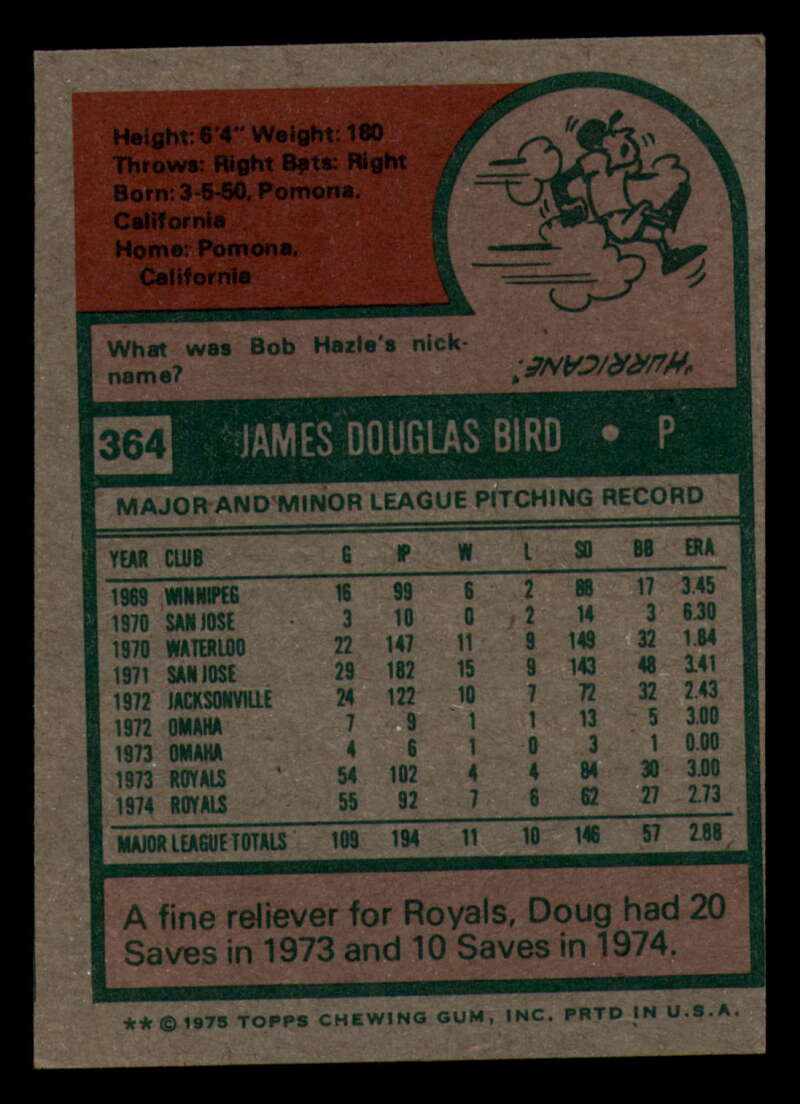 Height: 6'4" Weight: 180
Throws: Right Bats: Right
Born: 3-5-50, Pomona,
California
Home: Pomona,
California
What was Bob Hazle's nick-
name?
"HURRICANE."
364 JAMES DOUGLAS BIRD • P
MAJOR AND MINOR LEAGUE PITCHING RECORD
YEAR CLUB G IP W L SO BB ERA
1969 WINNIPEG 16 99 6 2 88 17 3.45
1970 SAN JOSE 3 10 0 2 14 3 6.30
1970 WATERLOO 22 147 11 9 149 32 1.84
1971 SAN JOSE 29 182 15 9 143 48 3.41
1972 JACKSONVILLE 24 122 10 7 72 32 2.43
1972 OMAHA 7 9 1 1 13 5 3.00
1973 OMAHA 4 6 1 0 3 1 0.00
1973 ROYALS 54 102 4 4 84 30 3.00
1974 ROYALS 55 92 7 6 62 27 2.73
MAJOR LEAGUE TOTALS 109 194 11 10 146 57 2.88
A fine reliever for Royals, Doug had 20
Saves in 1973 and 10 Saves in 1974.
** © 1975 TOPPS CHEWING GUM, INC. PRTD IN U.S.A.